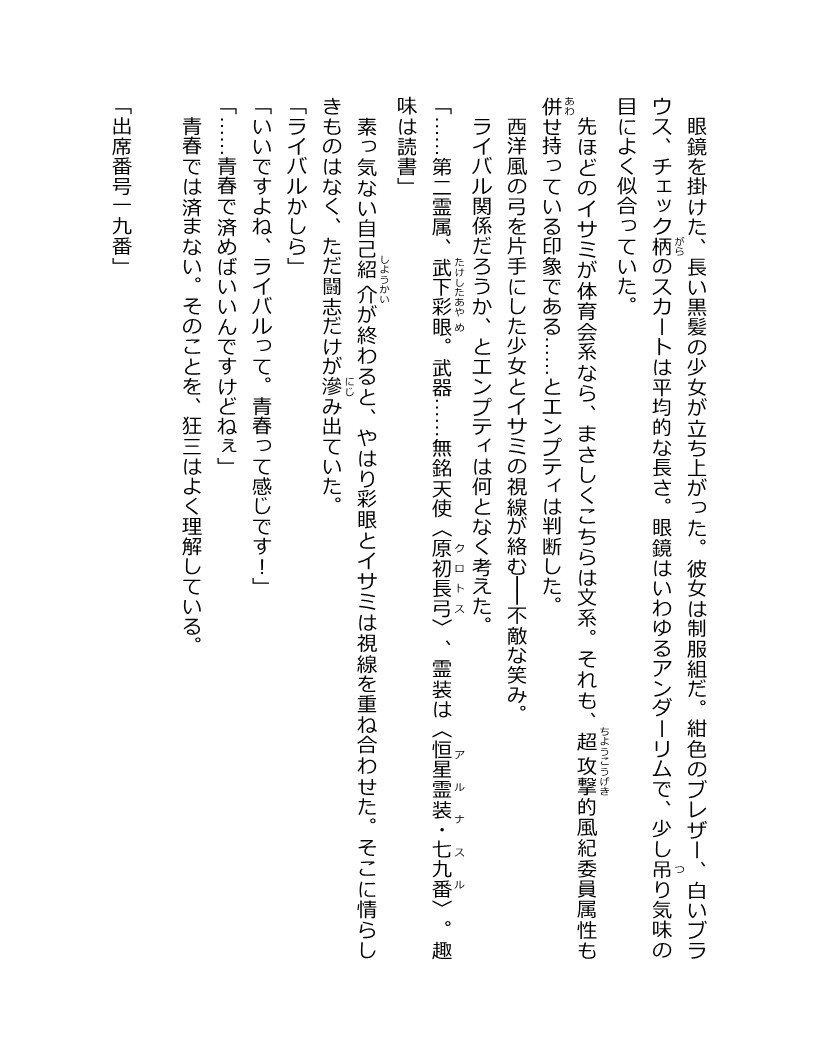 眼鏡を掛けた、長い黒髪の少女が立ち上がった。彼女は制服組だ。紺色のブレザー、白いブラ
ウス、チェック柄のスカートは平均的な長さ。眼鏡はいわゆるアンダーリムで、少し吊り気味の
目によく似合っていた。
先ほどのイサミが体育会系なら、まさしくこちらは文系。それも、超攻撃的風紀委員属性も
併せ持っている印象である……とエンプティは判断した。
西洋風の弓を片手にした少女とイサミの視線が絡む──不敵な笑み。
ライバル関係だろうか、とエンプティは何となく考えた。
「……第二霊属、武下彩眼。武器……無銘天使〈原初長弓〉、霊装は〈恒星霊装・七九番〉。趣
味は読書」
素っ気ない自己紹介が終わると、やはり彩眼とイサミは視線を重ね合わせた。そこに情らし
きものはなく、ただ闘志だけが滲み出ていた。
「ライバルかしら」
「いいですよね、ライバルって。青春って感じです！」
「……青春で済めばいいんですけどねぇ」
青春では済まない。そのことを、狂三はよく理解している。
「出席番号一九番」